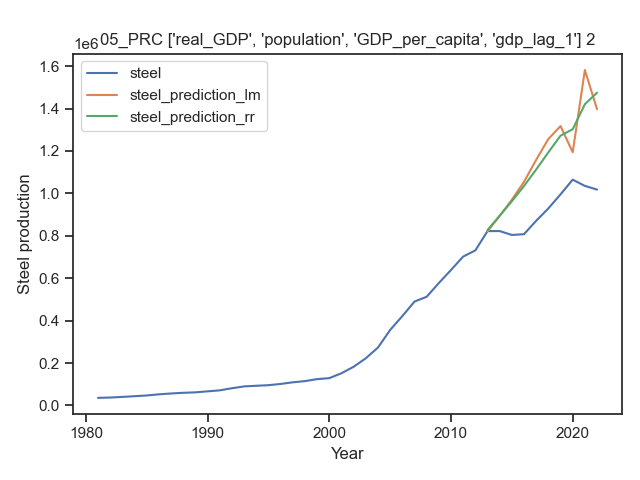 1e6
05_PRC ['real_GDP', 'population', 'GDP_per_capita', 'gdp_lag_1'] 2
steel
steel_prediction_lm
steel_prediction_rr
1.6
1.4
1.2
1.0
0.8
0.6
0.4
0.2
0.0
Steel production
1980
1990
2000
2010
2020
Year